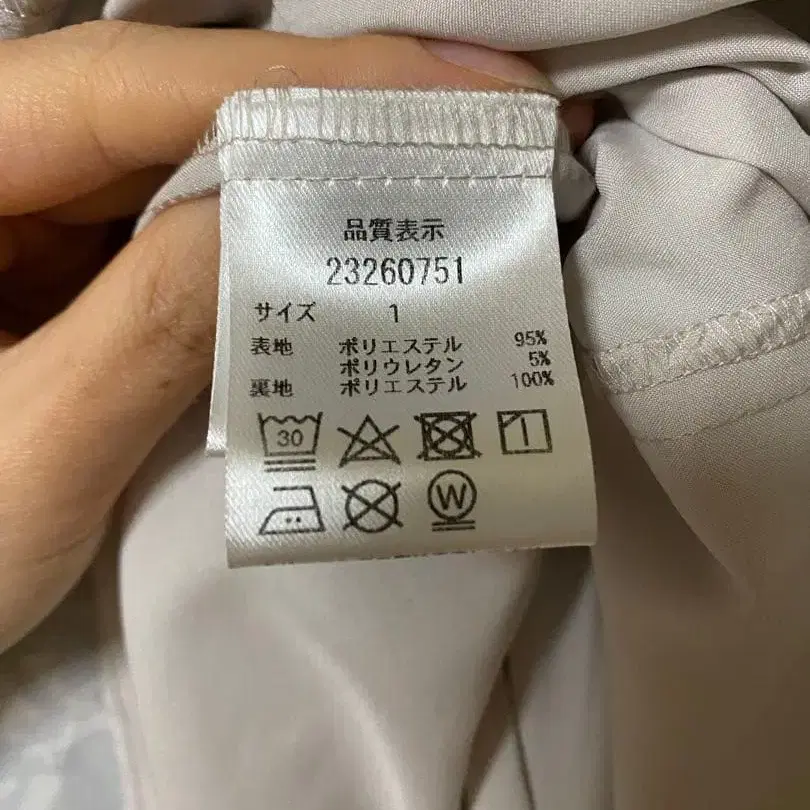 品質表示
23260751
サイズ 1
表地 ポリエステル 95%
ポリウレタン 5%
裏地 ポリエステル 100%
30
W